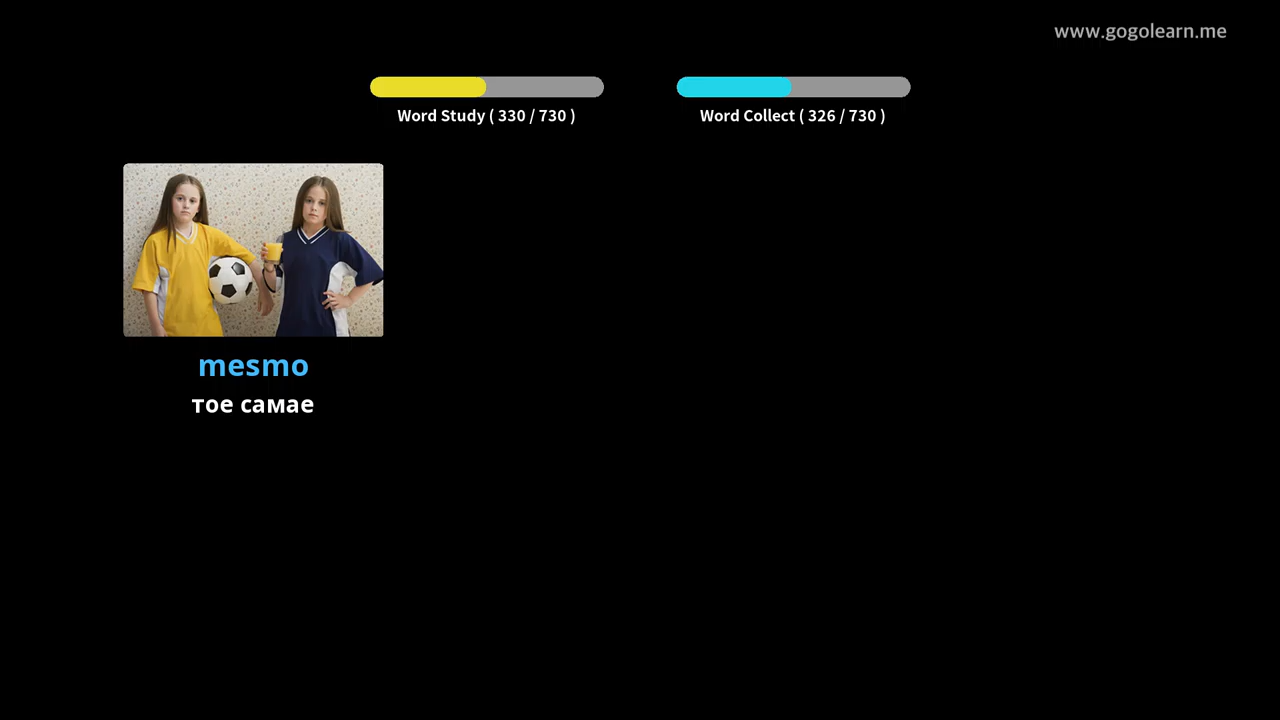 www.gogolearn.me
Word Study ( 330 / 730 )
Word Collect ( 326 / 730 )
mesmo
тое самае